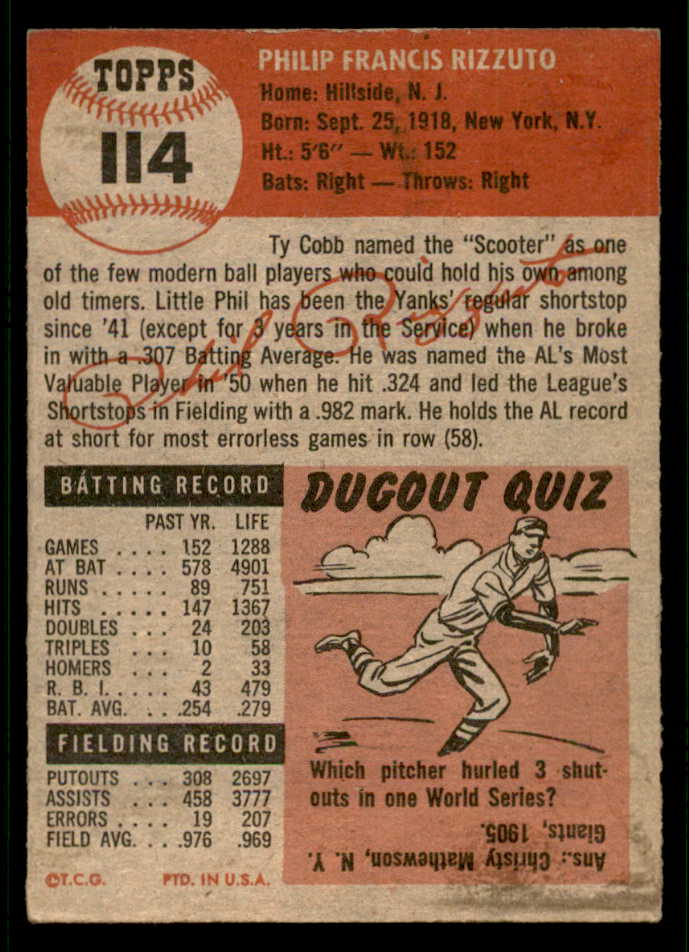 TOPPS
114
PHILIP FRANCIS RIZZUTO
Home: Hillside, N. J.
Born: Sept. 25, 1918, New York, N.Y.
Ht.: 5'6" — Wt.: 152
Bats: Right — Throws: Right
Ty Cobb named the "Scooter" as one
of the few modern ball players who could hold his own among
old timers. Little Phil has been the Yanks' regular shortstop
since '41 (except for 3 years in the Service) when he broke
in with a .307 Batting Average. He was named the AL's Most
Valuable Player in '50 when he hit .324 and led the League's
Shortstops in Fielding with a .982 mark. He holds the AL record
at short for most errorless games in row (58).
Phil Rizzuto
BATTING RECORD
PAST YR. LIFE
GAMES .... 152 1288
AT BAT .... 578 4901
RUNS .... 89 751
HITS ..... 147 1367
DOUBLES ... 24 203
TRIPLES ... 10 58
HOMERS ... 2 33
R. B. I. .... 43 479
BAT. AVG. ... .254 .279
FIELDING RECORD
PUTOUTS ... 308 2697
ASSISTS ... 458 3777
ERRORS .... 19 207
FIELD AVG. ... .976 .969
©T.C.G. PTD. IN U.S.A.
DUGOUT QUIZ
Which pitcher hurled 3 shut-
outs in one World Series?
Ans.: Christy Mathewson, N. Y.
Giants, 1905.